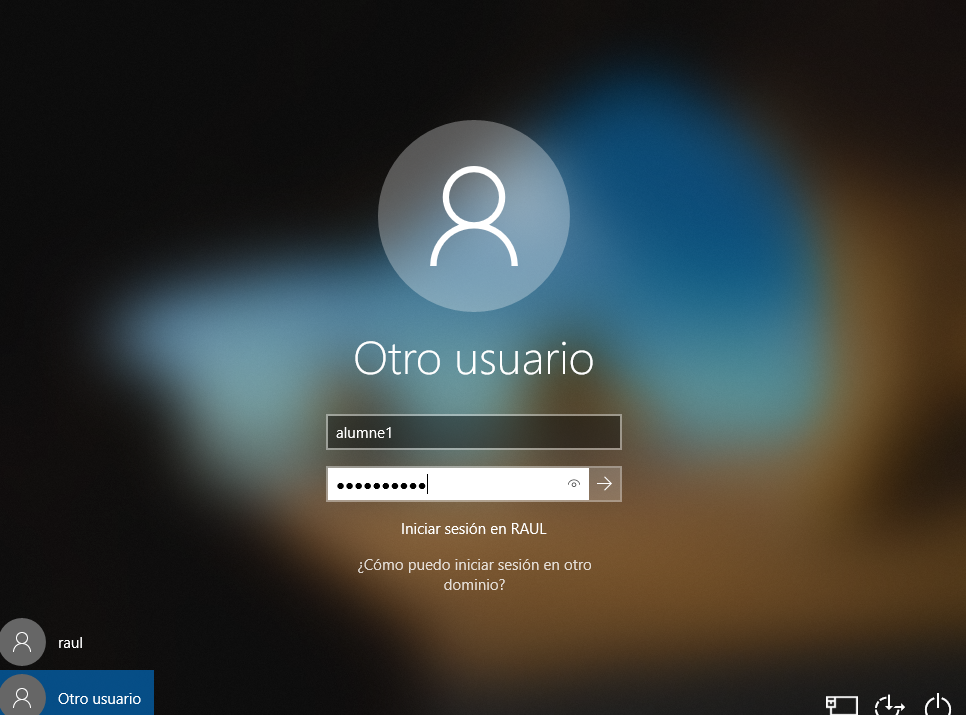 Otro usuario
alumne1
●●●●●●●●●●
Iniciar sesión en RAUL
¿Cómo puedo iniciar sesión en otro
dominio?
raul
Otro usuario